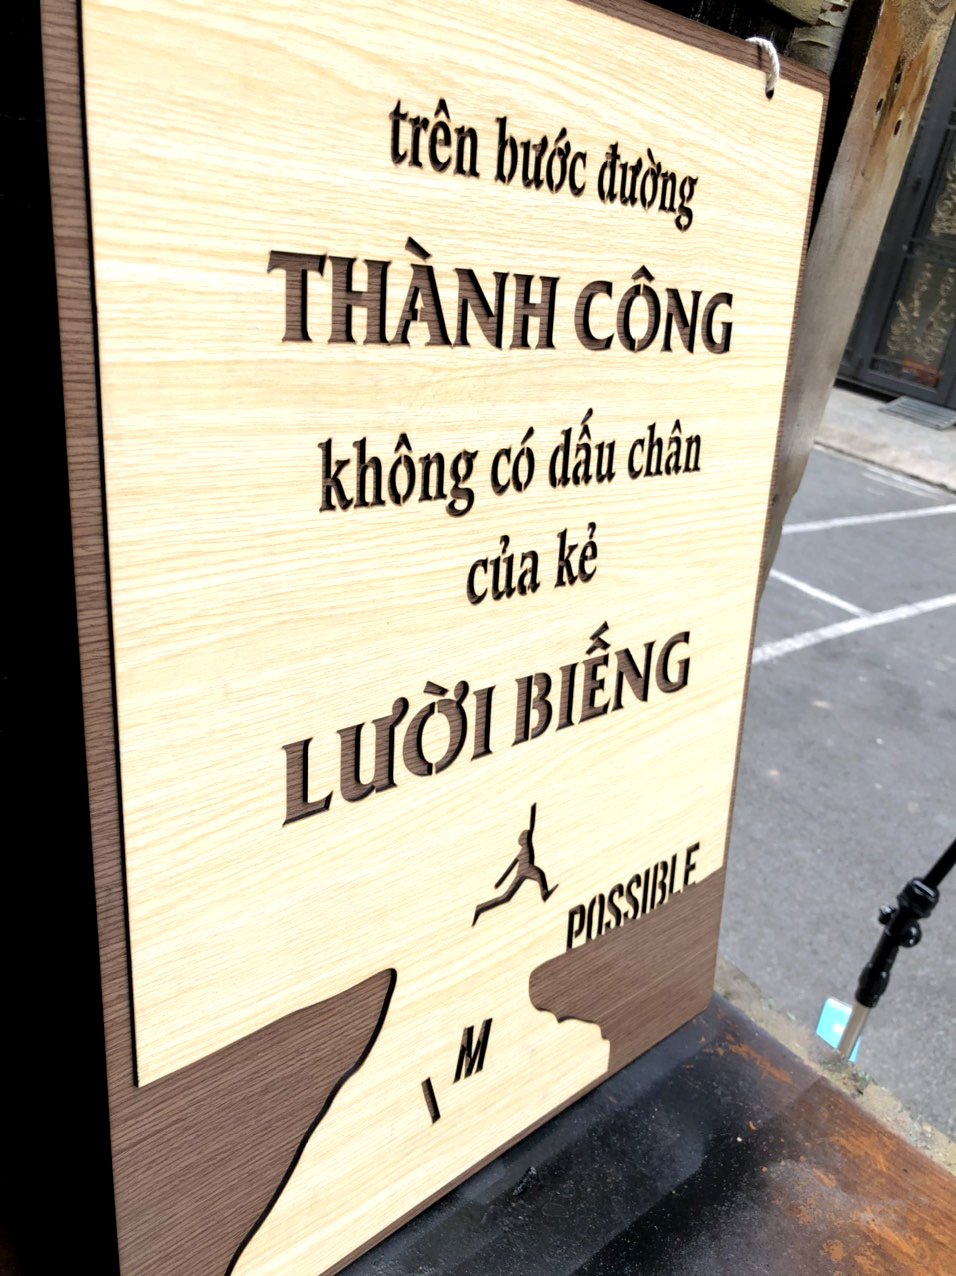 trên bước đường
THÀNH CÔNG
không có dấu chân
của kẻ
LƯỜI BIẾNG
POSSIBLE
I M